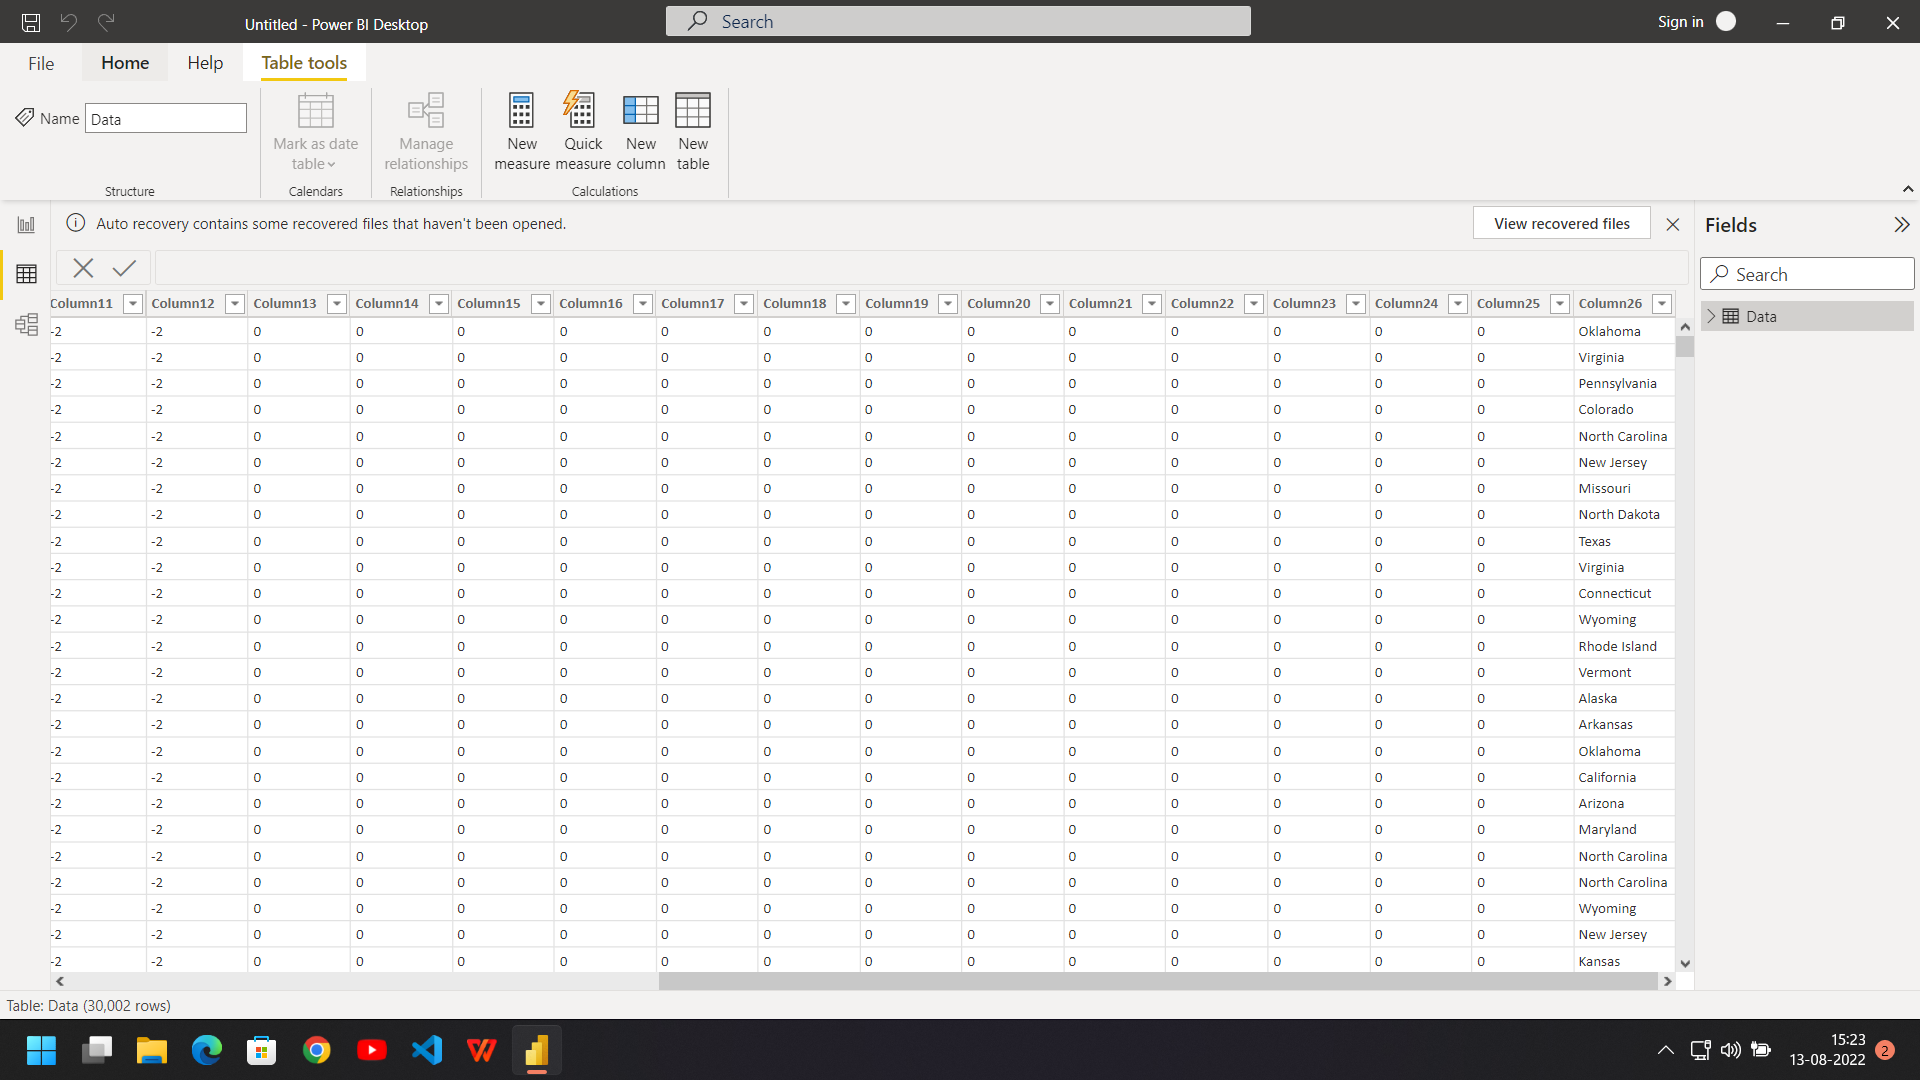 Untitled - Power BI Desktop
Search
Sign in
File Home Help Table tools
Name Data
Mark as date table
Manage relationships
New measure
Quick measure
New column
New table
Structure Calendars Relationships Calculations
Auto recovery contains some recovered files that haven't been opened.
View recovered files
Fields
Search
Data
Column11 Column12 Column13 Column14 Column15 Column16 Column17 Column18 Column19 Column20 Column21 Column22 Column23 Column24 Column25 Column26
-2 -2 0 0 0 0 0 0 0 0 0 0 0 0 0 Oklahoma
-2 -2 0 0 0 0 0 0 0 0 0 0 0 0 0 Virginia
-2 -2 0 0 0 0 0 0 0 0 0 0 0 0 0 Pennsylvania
-2 -2 0 0 0 0 0 0 0 0 0 0 0 0 0 Colorado
-2 -2 0 0 0 0 0 0 0 0 0 0 0 0 0 North Carolina
-2 -2 0 0 0 0 0 0 0 0 0 0 0 0 0 New Jersey
-2 -2 0 0 0 0 0 0 0 0 0 0 0 0 0 Missouri
-2 -2 0 0 0 0 0 0 0 0 0 0 0 0 0 North Dakota
-2 -2 0 0 0 0 0 0 0 0 0 0 0 0 0 Texas
-2 -2 0 0 0 0 0 0 0 0 0 0 0 0 0 Virginia
-2 -2 0 0 0 0 0 0 0 0 0 0 0 0 0 Connecticut
-2 -2 0 0 0 0 0 0 0 0 0 0 0 0 0 Wyoming
-2 -2 0 0 0 0 0 0 0 0 0 0 0 0 0 Rhode Island
-2 -2 0 0 0 0 0 0 0 0 0 0 0 0 0 Vermont
-2 -2 0 0 0 0 0 0 0 0 0 0 0 0 0 Alaska
-2 -2 0 0 0 0 0 0 0 0 0 0 0 0 0 Arkansas
-2 -2 0 0 0 0 0 0 0 0 0 0 0 0 0 Oklahoma
-2 -2 0 0 0 0 0 0 0 0 0 0 0 0 0 California
-2 -2 0 0 0 0 0 0 0 0 0 0 0 0 0 Arizona
-2 -2 0 0 0 0 0 0 0 0 0 0 0 0 0 Maryland
-2 -2 0 0 0 0 0 0 0 0 0 0 0 0 0 North Carolina
-2 -2 0 0 0 0 0 0 0 0 0 0 0 0 0 North Carolina
-2 -2 0 0 0 0 0 0 0 0 0 0 0 0 0 Wyoming
-2 -2 0 0 0 0 0 0 0 0 0 0 0 0 0 New Jersey
-2 -2 0 0 0 0 0 0 0 0 0 0 0 0 0 Kansas
Table: Data (30,002 rows)
15:23
13-08-2022
2